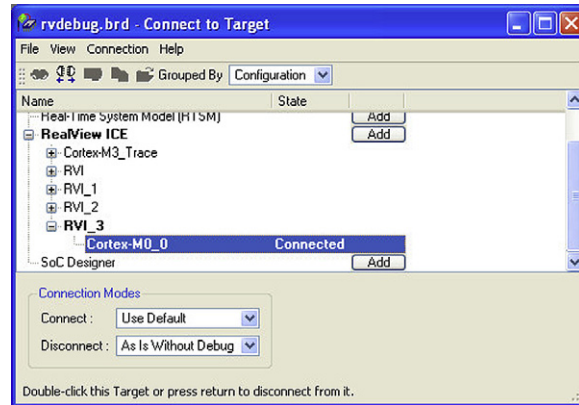 rvdebug.brd - Connect to Target
File View Connection Help
Grouped By Configuration
Name State
Real-Time System Model (RTSM) Add
RealView ICE Add
Cortex-M3_Trace
RVI
RVI_1
RVI_2
RVI_3
Cortex-M0_0 Connected
SoC Designer Add
Connection Modes
Connect : Use Default
Disconnect : As Is Without Debug
Double-click this Target or press return to disconnect from it.